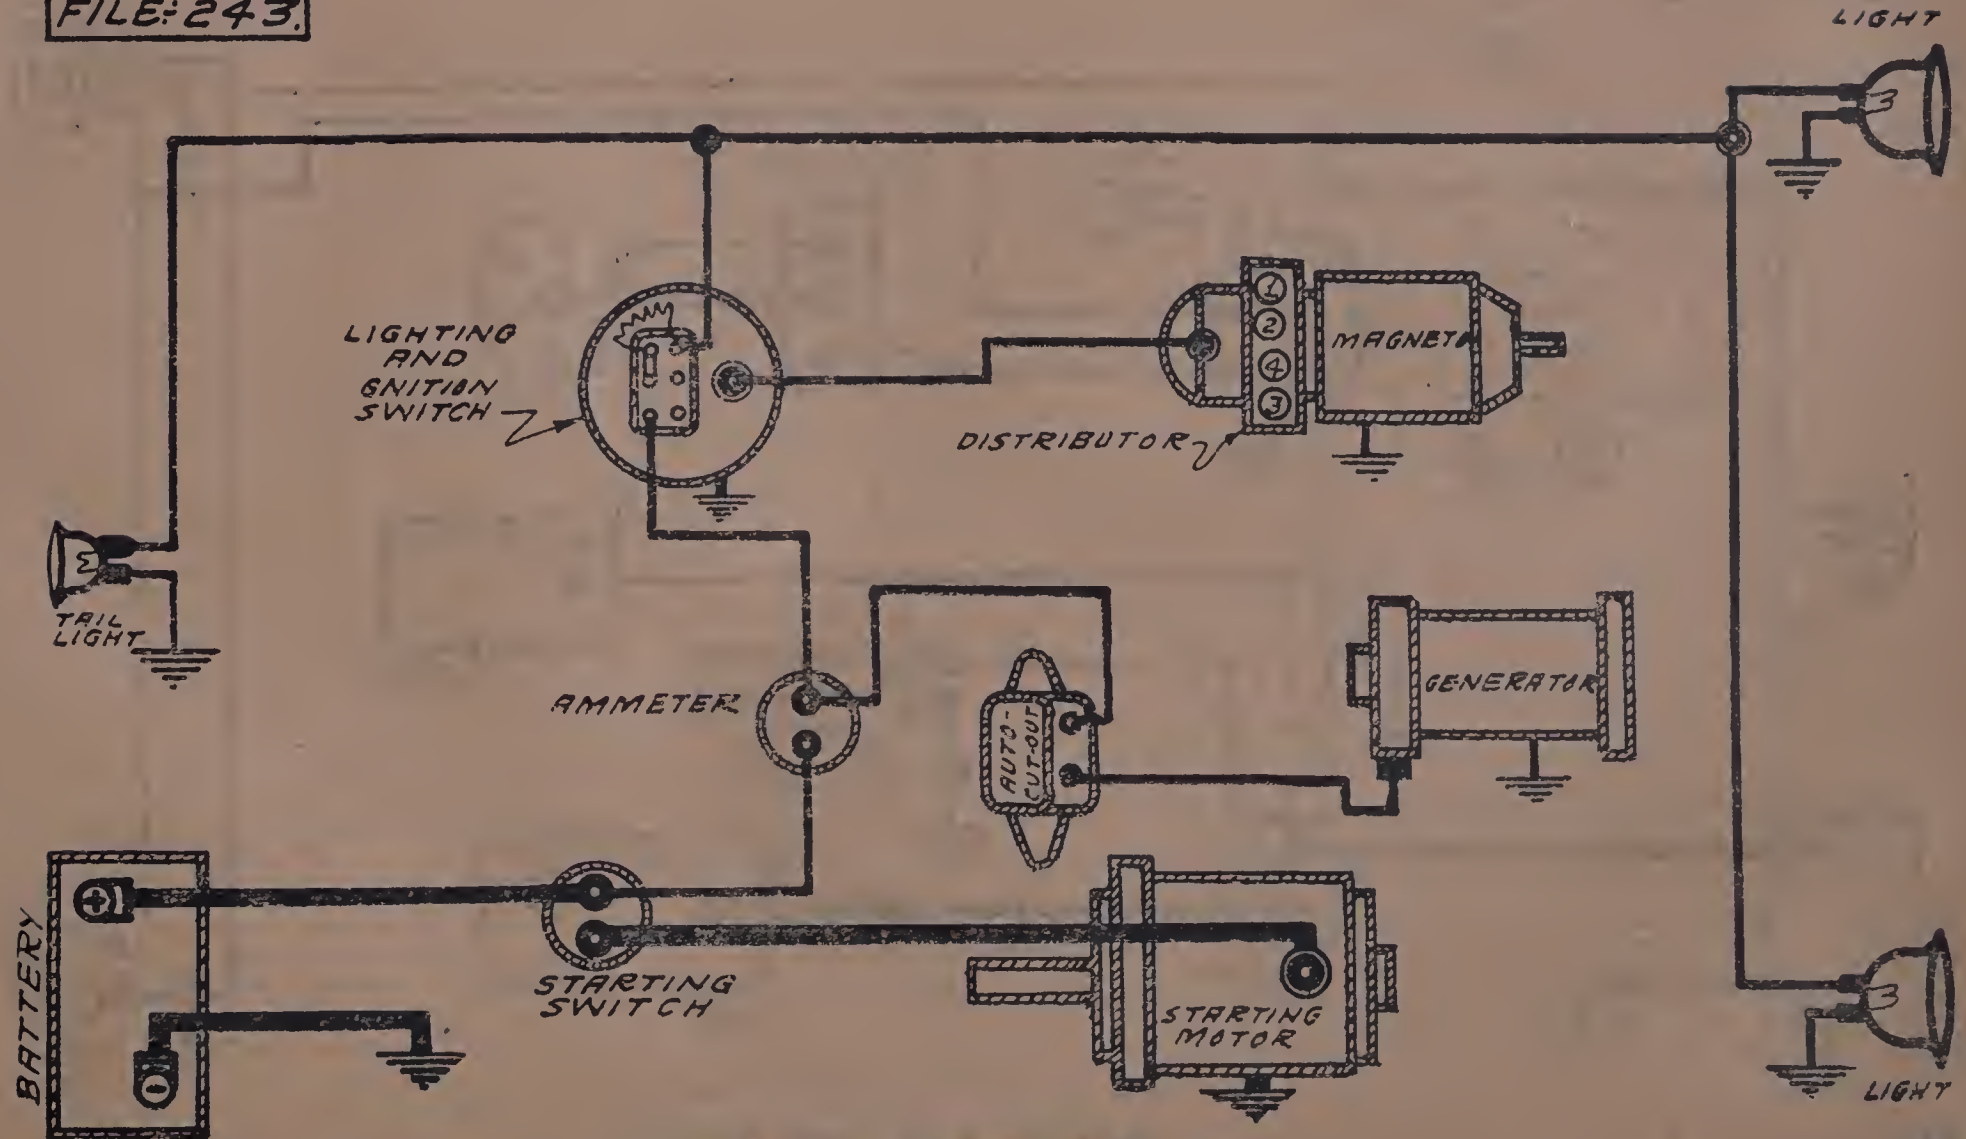 FILE:-243.
LIGHT
LIGHTING
AND
IGNITION
SWITCH
1
2
4
3
MAGNETO
DISTRIBUTOR
TAIL
LIGHT
AMMETER
AUTO-
CUT-OUT
GENERATOR
+
BATTERY
-
STARTING
SWITCH
STARTING
MOTOR
LIGHT